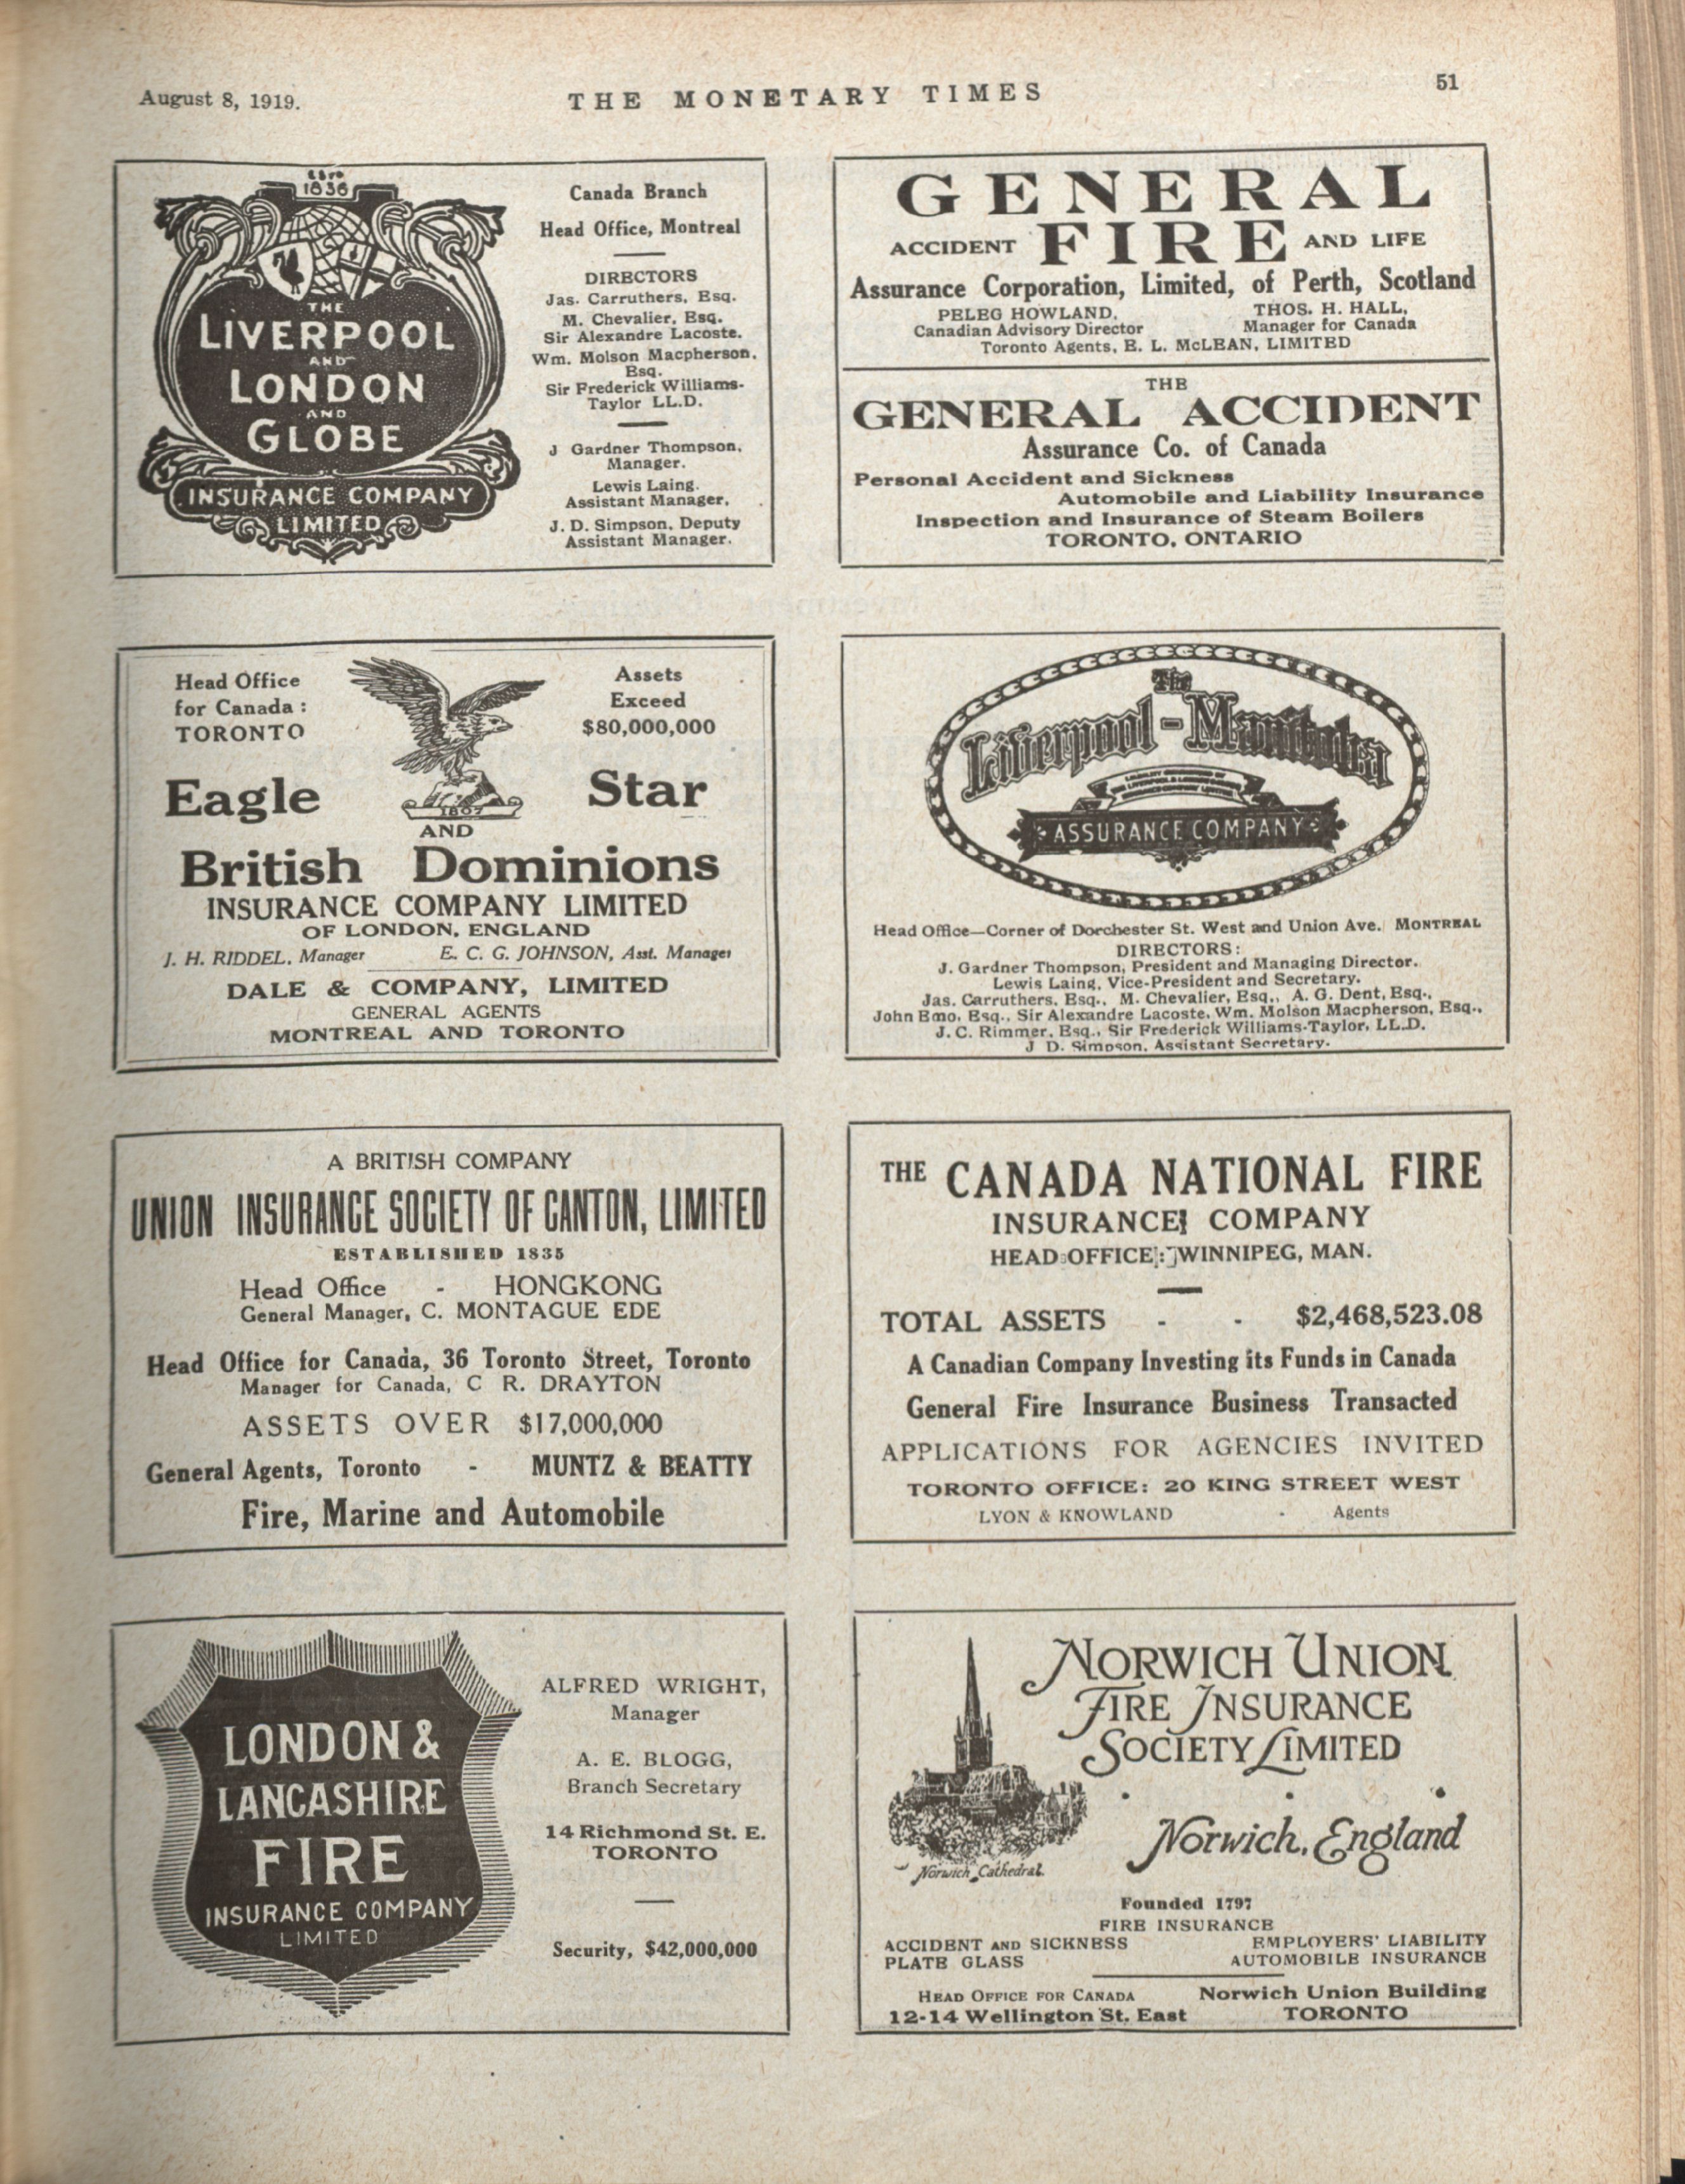 August 8, 1919.
THE MONETARY TIMES
51
1836
THE
LIVERPOOL
AND
LONDON
AND
GLOBE
INSURANCE COMPANY
LIMITED
Canada Branch
Head Office, Montreal
DIRECTORS
Jas. Carruthers, Esq.
M. Chevalier, Esq.
Sir Alexandre Lacoste.
Wm. Molson Macpherson,
Esq.
Sir Frederick Williams-
Taylor LL.D.
J Gardner Thompson,
Manager.
Lewis Laing,
Assistant Manager.
J. D. Simpson, Deputy
Assistant Manager.
GENERAL
ACCIDENT FIRE AND LIFE
Assurance Corporation, Limited, of Perth, Scotland
PELEG HOWLAND, THOS. H. HALL,
Canadian Advisory Director Manager for Canada
Toronto Agents, E. L. McLEAN, LIMITED
THE
GENERAL ACCIDENT
Assurance Co. of Canada
Personal Accident and Sickness
Automobile and Liability Insurance
Inspection and Insurance of Steam Boilers
TORONTO, ONTARIO
Head Office
for Canada :
TORONTO
Assets
Exceed
$80,000,000
1807
Eagle Star
AND
British Dominions
INSURANCE COMPANY LIMITED
OF LONDON, ENGLAND
J. H. RIDDEL, Manager E. C. G. JOHNSON, Asst. Manager
DALE & COMPANY, LIMITED
GENERAL AGENTS
MONTREAL AND TORONTO
The
Liverpool-Manitoba
ASSURANCE COMPANY
Head Office—Corner of Dorchester St. West and Union Ave. MONTREAL
DIRECTORS:
J. Gardner Thompson, President and Managing Director.
Lewis Laing, Vice-President and Secretary.
Jas. Carruthers, Esq., M. Chevalier, Esq., A. G. Dent, Esq.,
John Emo, Esq., Sir Alexandre Lacoste, Wm. Molson Macpherson, Esq.,
J. C. Rimmer, Esq., Sir Frederick Williams-Taylor, LL.D.
J D. Simpson, Assistant Secretary.
A BRITISH COMPANY
UNION INSURANCE SOCIETY OF CANTON, LIMITED
ESTABLISHED 1835
Head Office - HONGKONG
General Manager, C. MONTAGUE EDE
Head Office for Canada, 36 Toronto Street, Toronto
Manager for Canada, C R. DRAYTON
ASSETS OVER $17,000,000
General Agents, Toronto - MUNTZ & BEATTY
Fire, Marine and Automobile
THE CANADA NATIONAL FIRE
INSURANCE COMPANY
HEAD OFFICE: WINNIPEG, MAN.
TOTAL ASSETS - - $2,468,523.08
A Canadian Company Investing its Funds in Canada
General Fire Insurance Business Transacted
APPLICATIONS FOR AGENCIES INVITED
TORONTO OFFICE: 20 KING STREET WEST
LYON & KNOWLAND - Agents
LONDON &
LANCASHIRE
FIRE
INSURANCE COMPANY
LIMITED
ALFRED WRIGHT,
Manager
A. E. BLOGG,
Branch Secretary
14 Richmond St. E.
TORONTO
Security, $42,000,000
NORWICH UNION
FIRE INSURANCE
SOCIETY LIMITED
Norwich, England
Norwich Cathedral.
Founded 1797
FIRE INSURANCE
ACCIDENT AND SICKNESS EMPLOYERS' LIABILITY
PLATE GLASS AUTOMOBILE INSURANCE
HEAD OFFICE FOR CANADA Norwich Union Building
12-14 Wellington St. East TORONTO